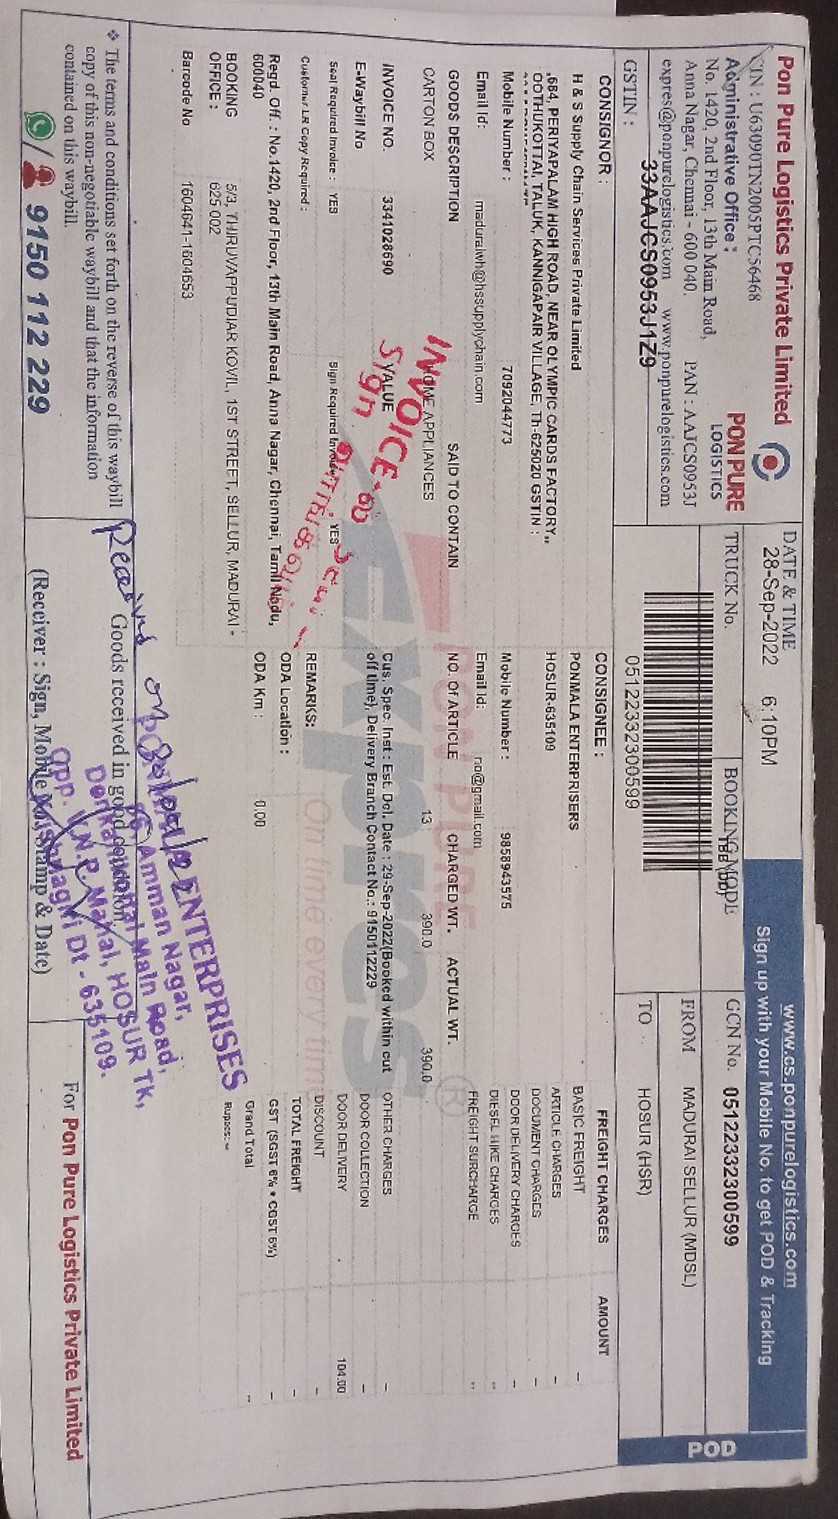 Pon Pure Logistics Private Limited
CIN : U63090TN2005PTC56468
Administrative Office :
No. 1420, 2nd Floor, 13th Main Road,
Anna Nagar, Chennai - 600 040. PAN : AAJCS0953J
expres@ponpurelogistics.com www.ponpurelogistics.com
GSTIN : 33AAJCS0953J1Z9
PON PURE
LOGISTICS
DATE & TIME
28-Sep-2022 6:10PM
TRUCK No.
BOOKING MODE
051223323005​99
www.cs.ponpurelogistics.com
Sign up with your Mobile No. to get POD & Tracking
GCN No. 05122332300599
FROM MADURAI SELLUR (MDSL)
TO HOSUR (HSR)
POD
CONSIGNOR :
H & S Supply Chain Services Private Limited
,684, PERIYAPALAM HIGH ROAD, NEAR OLYMPIC CARDS FACTORY,,
OOTHUKOTTAI, TALUK, KANNIGAPAIR VILLAGE, Th-625020 GSTIN :
Mobile Number : 7092044773
Email Id: maduraiwh@hssupplychain.com
CONSIGNEE :
PONMALA ENTERPRISERS
HOSUR-635109
Mobile Number : 9858943575
Email Id: no@gmail.com
GOODS DESCRIPTION SAID TO CONTAIN NO. Of ARTICLE CHARGED WT. ACTUAL WT.
CARTON BOX HOME APPLIANCES 13 390.0 390.0
INVOICE NO. 3341028690 VALUE
E-Waybill No
Seal Required Invoice : YES Sign Required Invoice : YES
Customer LR Copy Required :
INVOICE
Sign
Regd. Off. : No.1420, 2nd Floor, 13th Main Road, Anna Nagar, Chennai, Tamil Nadu,
600040
BOOKING OFFICE : 5/3, THIRUVAPPUDIAR KOVIL, 1ST STREET, SELLUR, MADURAI -
625 002
Barcode No 1604641-1604653
Cus. Spec. Inst : Est. Del. Date : 29-Sep-2022(Booked within cut
off time), Delivery Branch Contact No.: 9150112229
REMARKS:
ODA Location :
ODA Km : 0.00
PON PURE
Expres
On time every time
FREIGHT CHARGES AMOUNT
BASIC FREIGHT --
ARTICLE CHARGES --
DOCUMENT CHARGES --
DOOR DELIVERY CHARGES --
DIESEL HIKE CHARGES --
FREIGHT SURCHARGE --
OTHER CHARGES --
DOOR COLLECTION --
DOOR DELIVERY 104.00
DISCOUNT --
TOTAL FREIGHT --
GST (SGST 6% + CGST 6%) --
Grand Total --
Rupees: --
The terms and conditions set forth on the reverse of this waybill
copy of this non-negotiable waybill and that the information
contained on this waybill.
9150 112 229
Goods received in good condition
(Receiver : Sign, Mobile No, Stamp & Date)
ENTERPRISES
Amman Nagar,
Main Road,
Opp. V.N.P. Mahal, HOSUR TK,
Dt - 635109.
For Pon Pure Logistics Private Limited